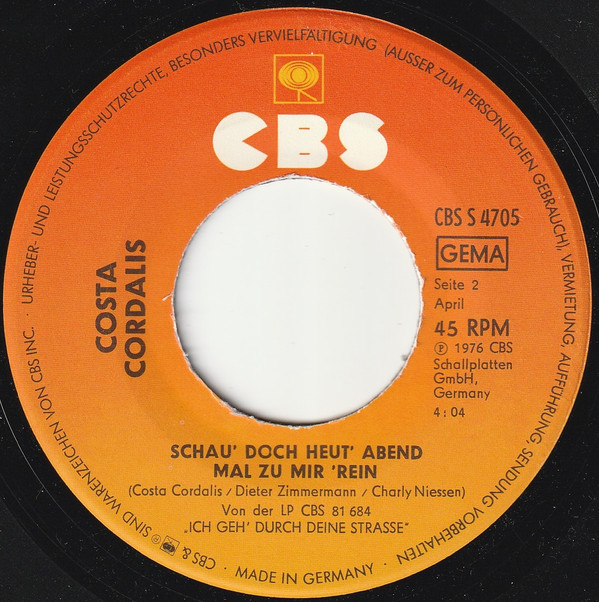 URHEBER- UND LEISTUNGSSCHUTZRECHTE, BESONDERS VERVIELFÄLTIGUNG (AUSSER ZUM PERSÖNLICHEN GEBRAUCH), VERMIETUNG, AUFFÜHRUNG, SENDUNG VORBEHALTEN
CBS
COSTA
CORDALIS
CBS S 4705
GEMA
Seite 2
April
45 RPM
Ⓟ 1976 CBS
Schallplatten
GmbH,
Germany
4:04
SCHAU' DOCH HEUT' ABEND
MAL ZU MIR 'REIN
(Costa Cordalis / Dieter Zimmermann / Charly Niessen)
Von der LP CBS 81 684
„ICH GEH' DURCH DEINE STRASSE"
CBS & SIND WARENZEICHEN VON CBS INC. •
• MADE IN GERMANY •